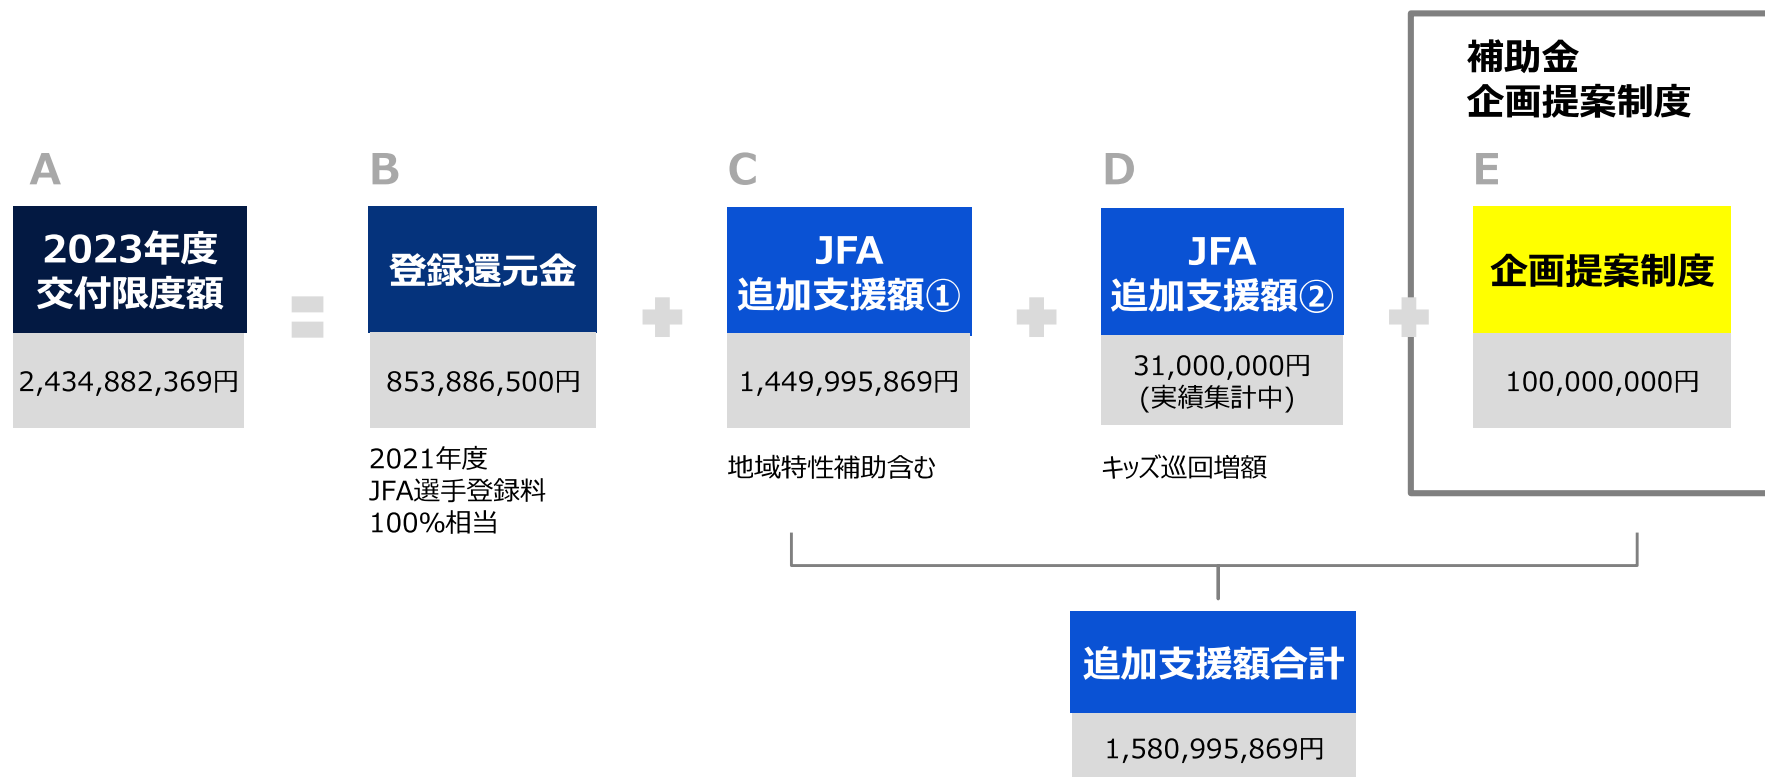 補助金
企画提案制度
A
2023年度
交付限度額
2,434,882,369円
=
B
登録還元金
853,886,500円
2021年度
JFA選手登録料
100%相当
+
C
JFA
追加支援額①
1,449,995,869円
地域特性補助含む
+
D
JFA
追加支援額②
31,000,000円
(実績集計中)
キッズ巡回増額
+
E
企画提案制度
100,000,000円
追加支援額合計
1,580,995,869円